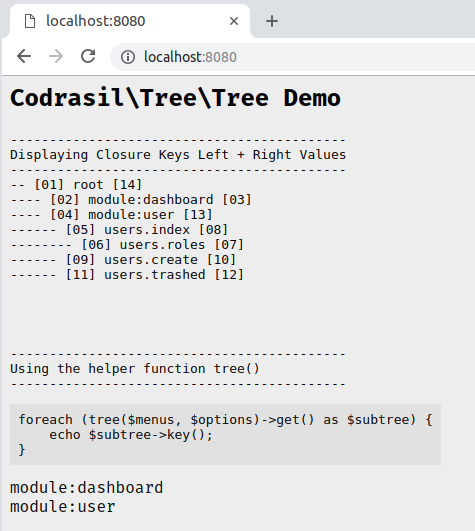 localhost:8080
localhost:8080
Codrasil\Tree\Tree Demo
-------------------------------------------
Displaying Closure Keys Left + Right Values
-------------------------------------------
-- [01] root [14]
---- [02] module:dashboard [03]
---- [04] module:user [13]
------ [05] users.index [08]
-------- [06] users.roles [07]
------ [09] users.create [10]
------ [11] users.trashed [12]
-------------------------------------------
Using the helper function tree()
-------------------------------------------
foreach (tree($menus, $options)->get() as $subtree) {
    echo $subtree->key();
}
module:dashboard
module:user